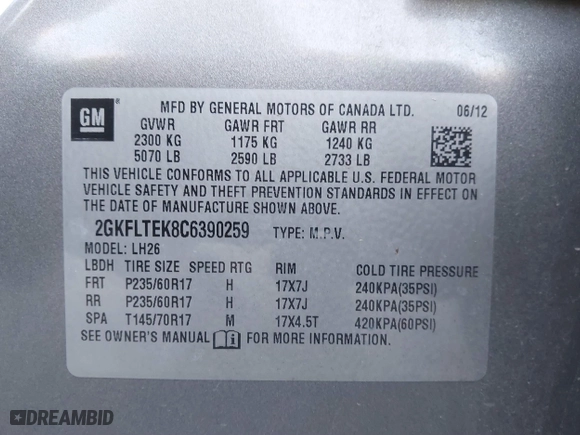 GM
MFD BY GENERAL MOTORS OF CANADA LTD. 06/12
GVWR GAWR FRT GAWR RR
2300 KG 1175 KG 1240 KG
5070 LB 2590 LB 2733 LB
THIS VEHICLE CONFORMS TO ALL APPLICABLE U.S. FEDERAL MOTOR
VEHICLE SAFETY AND THEFT PREVENTION STANDARDS IN EFFECT ON
THE DATE OF MANUFACTURE SHOWN ABOVE.
2GKFLTEK8C6390259 TYPE: M.P.V.
MODEL: LH26
LBDH TIRE SIZE SPEED RTG RIM COLD TIRE PRESSURE
FRT P235/60R17 H 17X7J 240KPA(35PSI)
RR P235/60R17 H 17X7J 240KPA(35PSI)
SPA T145/70R17 M 17X4.5T 420KPA(60PSI)
SEE OWNER'S MANUAL FOR MORE INFORMATION.
DREAMBID